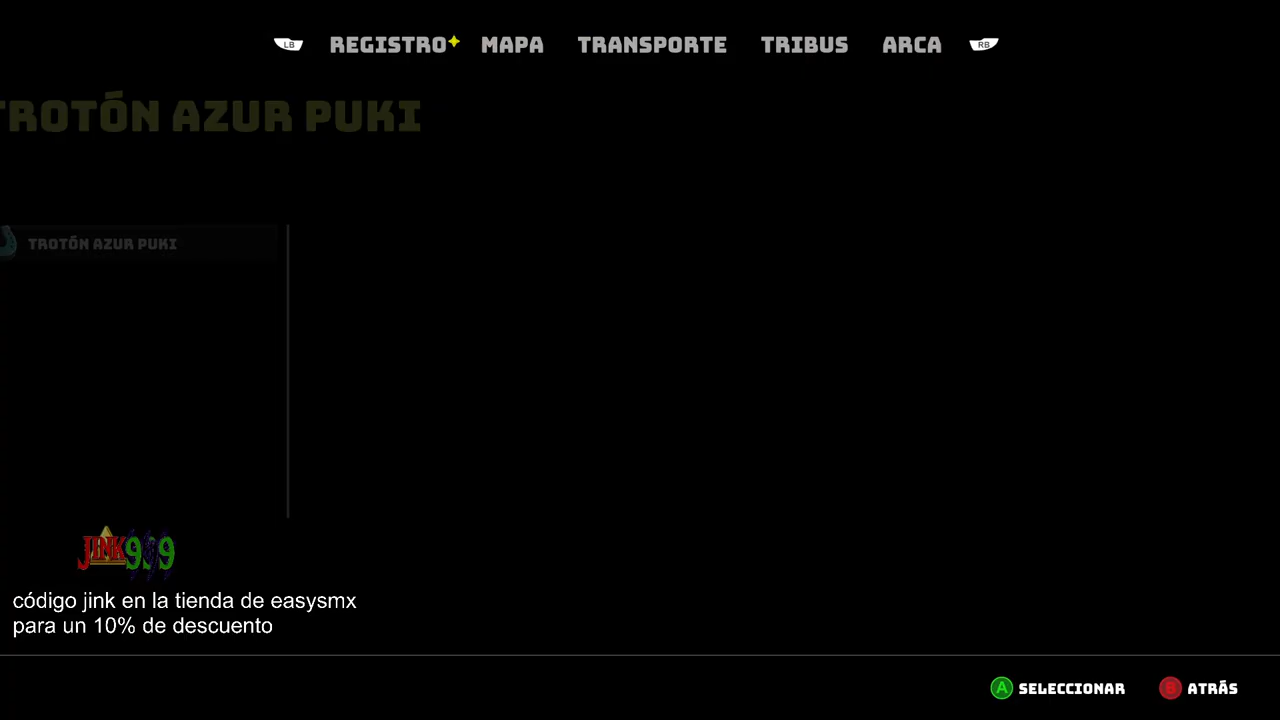 LB REGISTRO MAPA TRANSPORTE TRIBUS ARCA RB
TROTÓN AZUR PUKI
TROTÓN AZUR PUKI
JINK999
código jink en la tienda de easysmx
para un 10% de descuento
A SELECCIONAR B ATRÁS